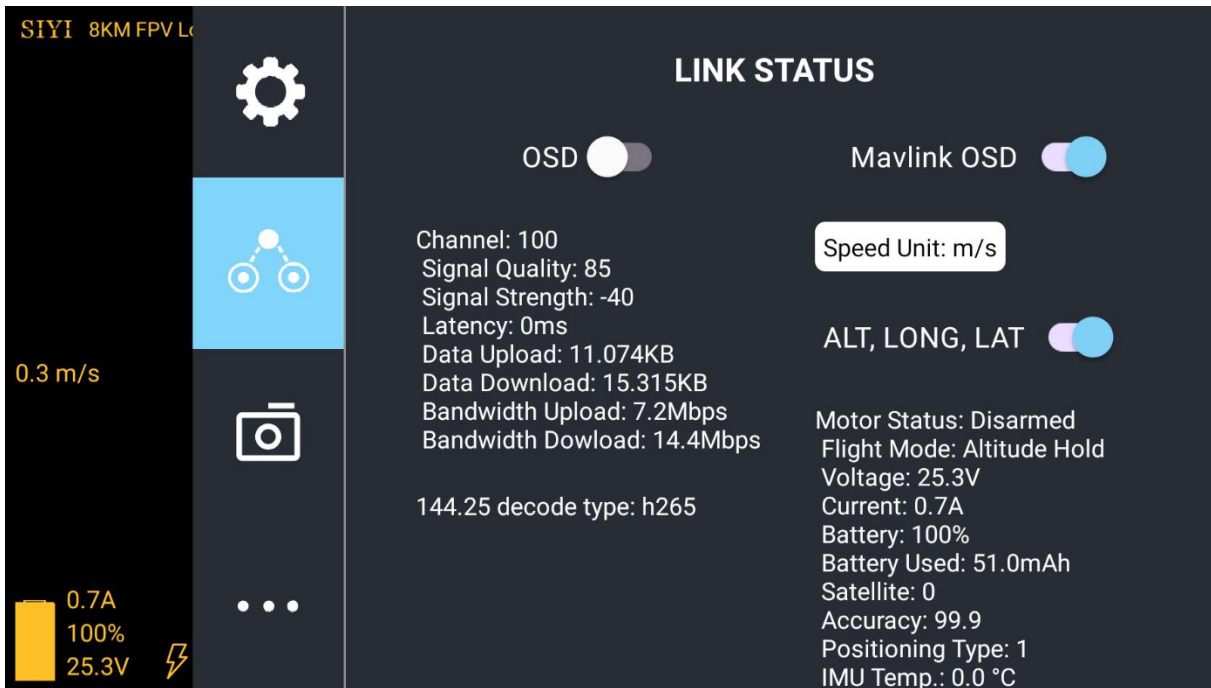 SIYI 8KM FPV Lo
0.3 m/s
0.7A
100%
25.3V
LINK STATUS
OSD
Mavlink OSD
Channel: 100
Signal Quality: 85
Signal Strength: -40
Latency: 0ms
Data Upload: 11.074KB
Data Download: 15.315KB
Bandwidth Upload: 7.2Mbps
Bandwidth Dowload: 14.4Mbps
144.25 decode type: h265
Speed Unit: m/s
ALT, LONG, LAT
Motor Status: Disarmed
Flight Mode: Altitude Hold
Voltage: 25.3V
Current: 0.7A
Battery: 100%
Battery Used: 51.0mAh
Satellite: 0
Accuracy: 99.9
Positioning Type: 1
IMU Temp.: 0.0 °C